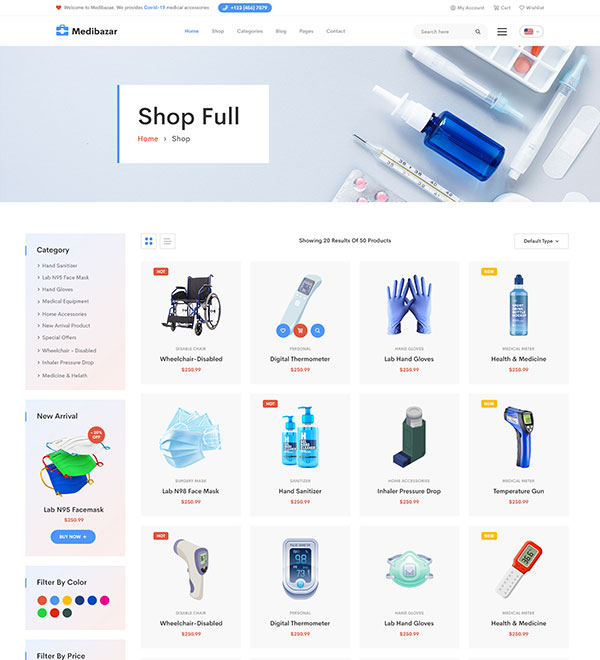 Welcome to Medibazar. We provides Covid-19 medical accessories
+123 (456) 7879
My Account
Cart
Wishlist
Medibazar
Home
Shop
Categories
Blog
Pages
Contact
Search here
Shop Full
Home > Shop
Category
> Hand Sanitizer
> Lab N95 Face Mask
> Hand Gloves
> Medical Equipment
> Home Accessories
> New Arrival Product
> Special Offers
> Wheelchair - Disabled
> Inhaler Pressure Drop
> Medicine & Helath
New Arrival
Lab N95 Facemask
$250.99
BUY NOW
Filter By Color
Filter By Price
Showing 20 Results Of 50 Products
Default Type
HOT
DISABLE CHAIR
Wheelchair-Disabled
$250.99
PERSONAL
Digital Thermometer
$250.99
HAND GLOVES
Lab Hand Gloves
$250.99
NEW
MEDICAL METER
Health & Medicine
$250.99
SURGERY MASK
Lab N98 Face Mask
$250.99
HOT
SANITIZER
Hand Sanitizer
$250.99
HOME ACCESSORIES
Inhaler Pressure Drop
$250.99
NEW
MEDICAL METER
Temperature Gun
$250.99
HOT
DISABLE CHAIR
Wheelchair-Disabled
$250.99
98
73
PERSONAL
Digital Thermometer
$250.99
HAND GLOVES
Lab Hand Gloves
$250.99
NEW
36.5
MEDICAL METER
Health & Medicine
$250.99